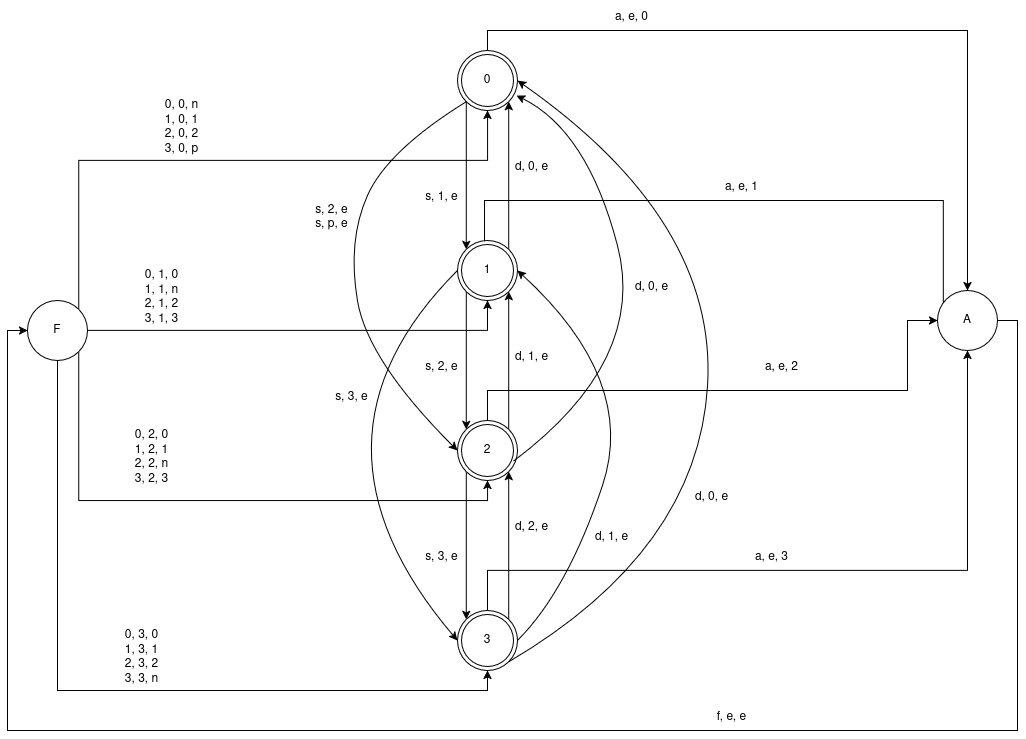 a, e, 0
0
0, 0, n
1, 0, 1
2, 0, 2
3, 0, p
d, 0, e
s, 1, e
a, e, 1
s, 2, e
s, p, e
1
0, 1, 0
1, 1, n
2, 1, 2
3, 1, 3
d, 0, e
F
A
d, 1, e
s, 2, e
a, e, 2
s, 3, e
0, 2, 0
1, 2, 1
2, 2, n
3, 2, 3
2
d, 0, e
d, 2, e
d, 1, e
s, 3, e
a, e, 3
0, 3, 0
1, 3, 1
2, 3, 2
3, 3, n
3
f, e, e